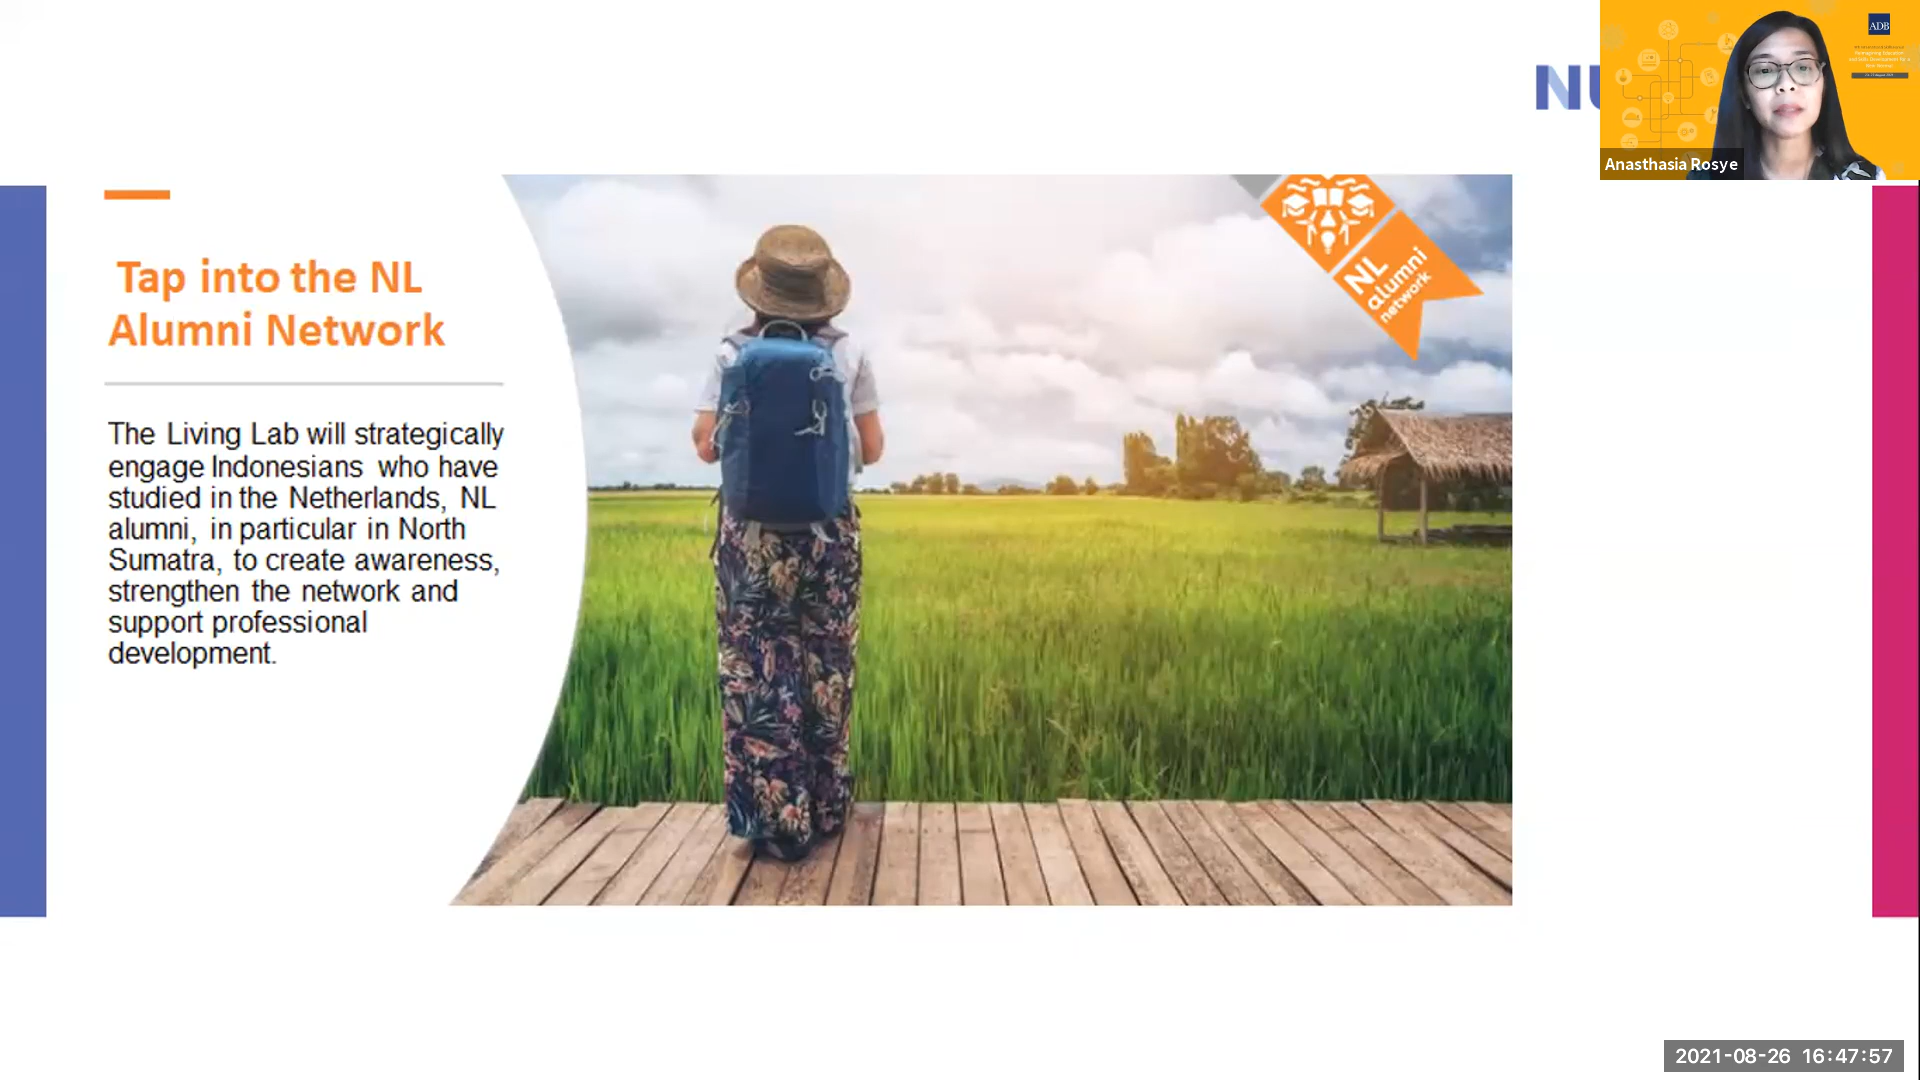 NU
ADB
Anasthasia Rosye
NL
alumni
network
Tap into the NL
Alumni Network
The Living Lab will strategically
engage Indonesians who have
studied in the Netherlands, NL
alumni, in particular in North
Sumatra, to create awareness,
strengthen the network and
support professional
development.
2021-08-26 16:47:57